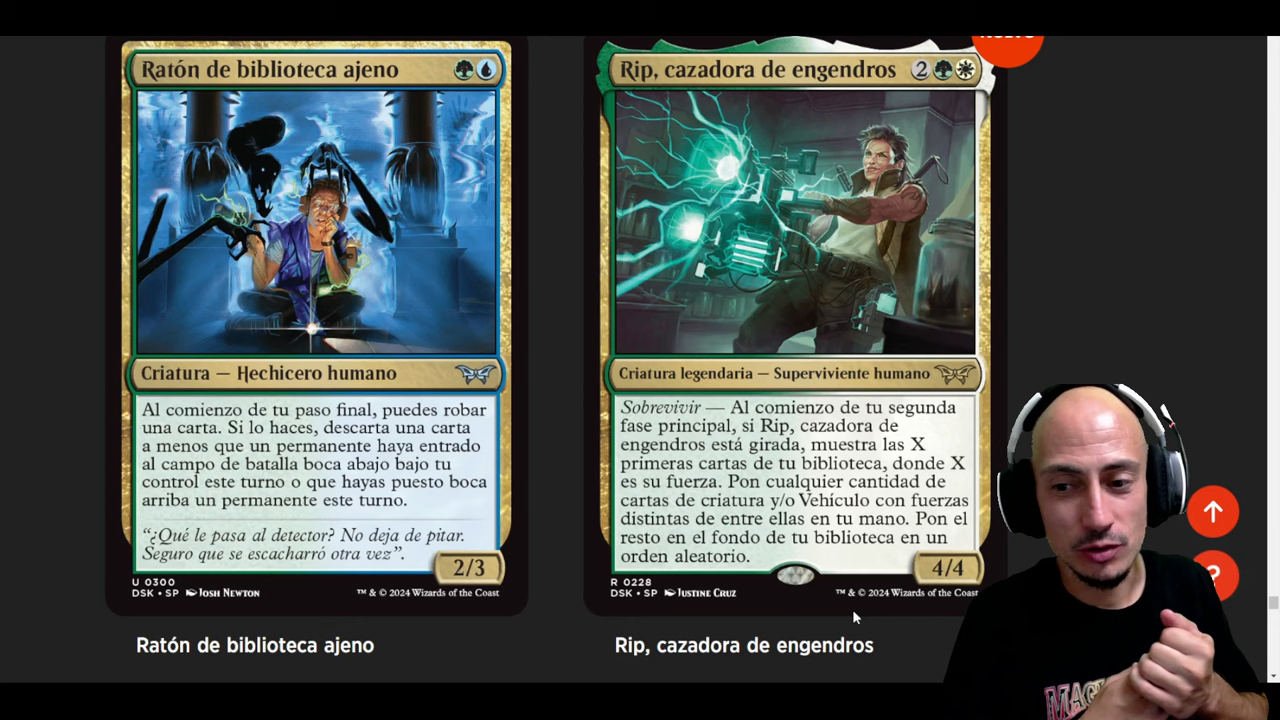 NUEVO
Ratón de biblioteca ajeno
Al comienzo de tu paso final, puedes robar
una carta. Si lo haces, descarta una carta
a menos que un permanente haya entrado
al campo de batalla boca abajo bajo tu
control este turno o que hayas puesto boca
arriba un permanente este turno.
“¿Qué le pasa al detector? No deja de pitar.
Seguro que se escacharró otra vez”.
Criatura — Hechicero humano
2/3
U 0300
DSK • SP JOSH NEWTON
™ & © 2024 Wizards of the Coast
Ratón de biblioteca ajeno
Rip, cazadora de engendros 2
Criatura legendaria — Superviviente humano
Sobrevivir — Al comienzo de tu segunda
fase principal, si Rip, cazadora de
engendros está girada, muestra las X
primeras cartas de tu biblioteca, donde X
es su fuerza. Pon cualquier cantidad de
cartas de criatura y/o Vehículo con fuerzas
distintas de entre ellas en tu mano. Pon el
resto en el fondo de tu biblioteca en un
orden aleatorio.
4/4
R 0228
DSK • SP JUSTINE CRUZ
™ & © 2024 Wizards of the Coast
Rip, cazadora de engendros
?